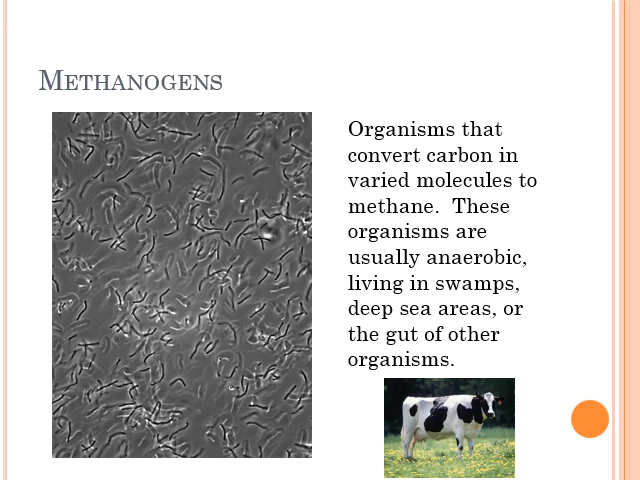 METHANOGENS
Organisms that
convert carbon in
varied molecules to
methane.  These
organisms are
usually anaerobic,
living in swamps,
deep sea areas, or
the gut of other
organisms.